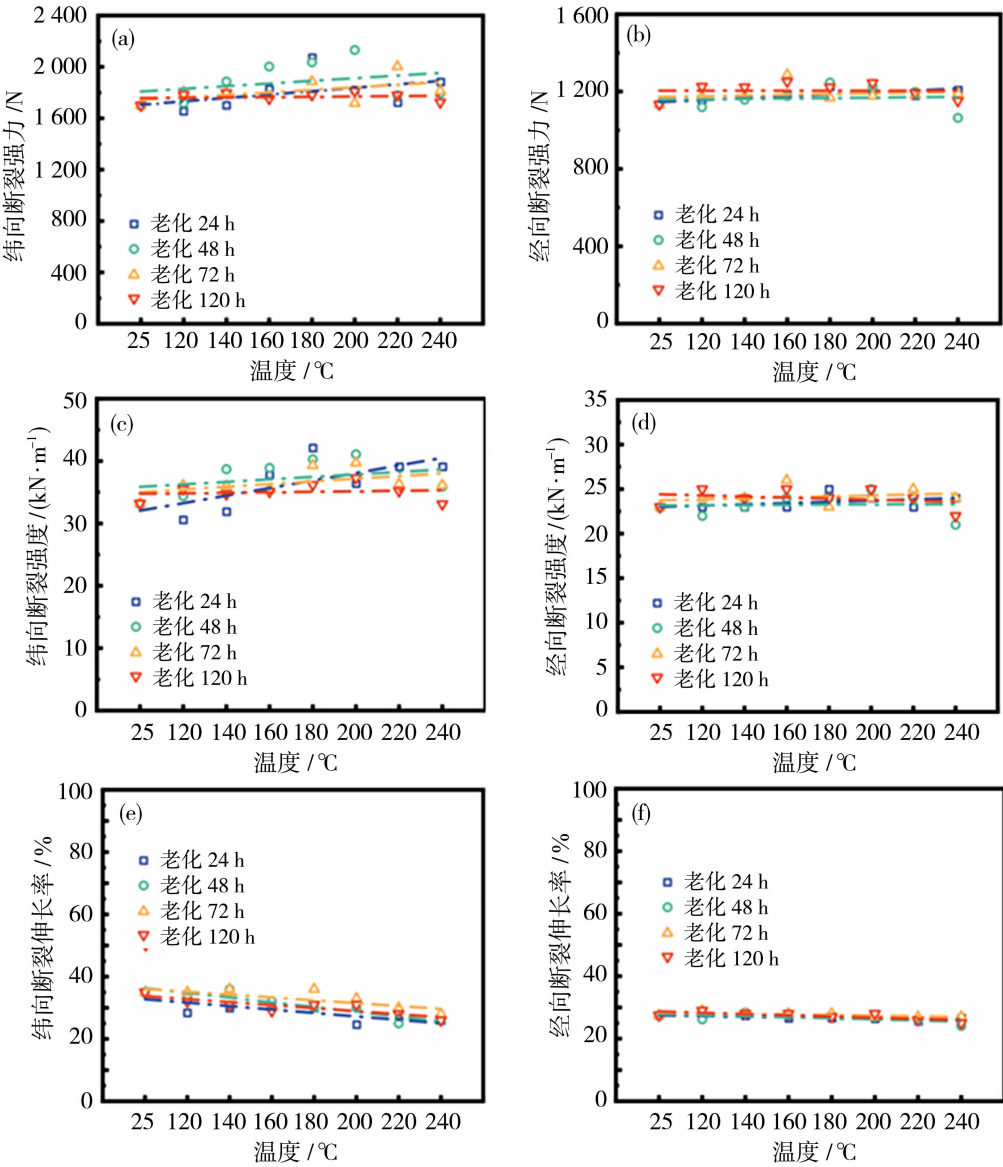 (a)
纬向断裂强力/N
2 400
2 000
1 600
1 200
800
400
0
老化 24 h
老化 48 h
老化 72 h
老化 120 h
25 120 140 160 180 200 220 240
温度/℃
(b)
经向断裂强力/N
1 600
1200
800
400
0
老化 24 h
老化 48 h
老化 72 h
老化 120 h
25 120 140 160 180 200 220 240
温度/℃
(c)
纬向断裂强度/(kN·m⁻¹)
50
40
30
20
10
0
老化 24 h
老化 48 h
老化 72 h
老化 120 h
25 120 140 160 180 200 220 240
温度/℃
(d)
经向断裂强度/(kN·m⁻¹)
35
30
25
20
15
10
5
0
老化 24 h
老化 48 h
老化 72 h
老化 120 h
25 120 140 160 180 200 220 240
温度/℃
(e)
纬向断裂伸长率/%
100
80
60
40
20
0
老化 24 h
老化 48 h
老化 72 h
老化 120 h
25 120 140 160 180 200 220 240
温度/℃
(f)
经向断裂伸长率/%
100
80
60
40
20
0
老化 24 h
老化 48 h
老化 72 h
老化 120 h
25 120 140 160 180 200 220 240
温度/℃